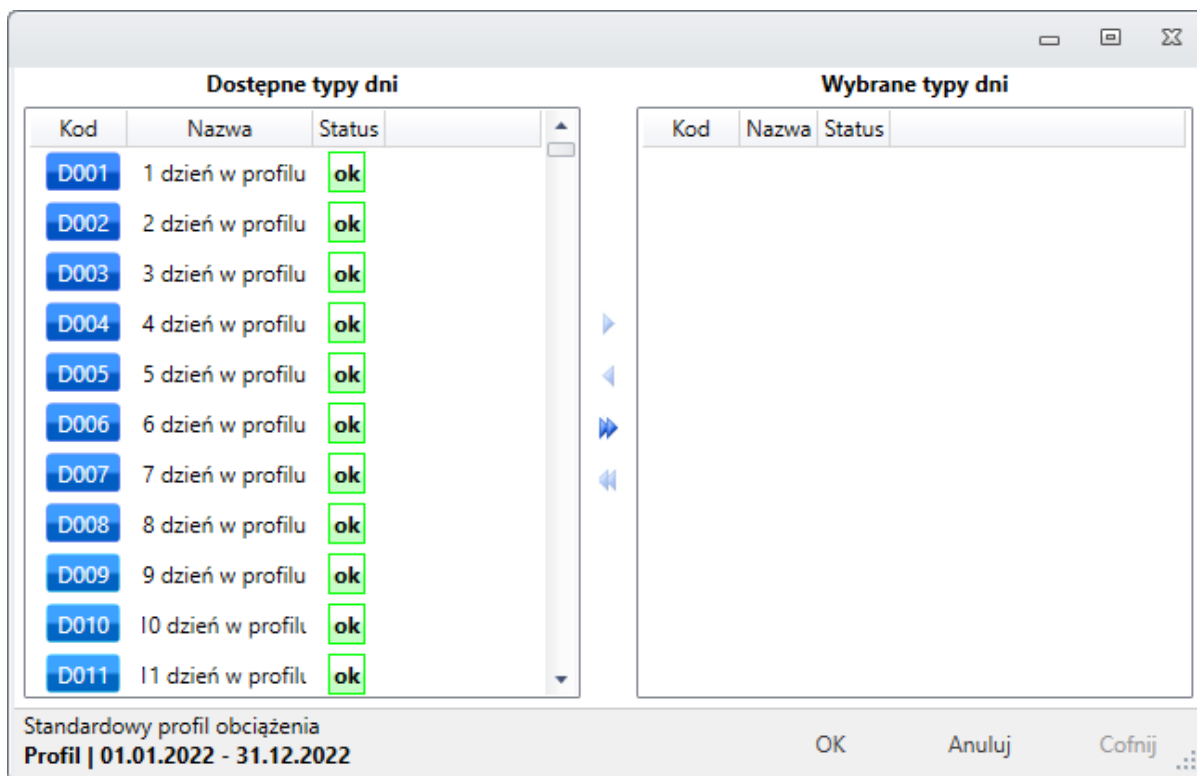 Dostępne typy dni
Kod Nazwa Status
D001 1 dzień w profilu ok
D002 2 dzień w profilu ok
D003 3 dzień w profilu ok
D004 4 dzień w profilu ok
D005 5 dzień w profilu ok
D006 6 dzień w profilu ok
D007 7 dzień w profilu ok
D008 8 dzień w profilu ok
D009 9 dzień w profilu ok
D010 10 dzień w profilu ok
D011 11 dzień w profilu ok
Wybrane typy dni
Kod Nazwa Status
Standardowy profil obciążenia
Profil | 01.01.2022 - 31.12.2022
OK Anuluj Cofnij